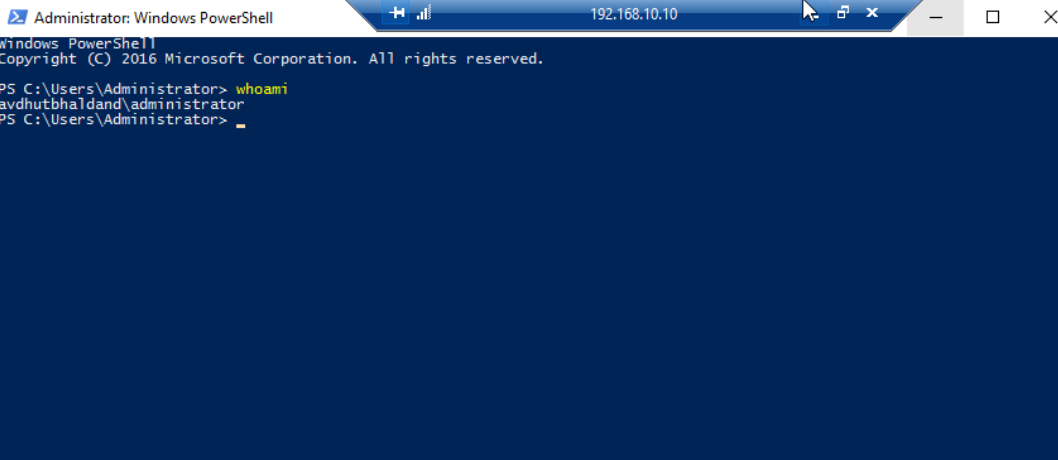 Administrator: Windows PowerShell
192.168.10.10
Windows PowerShell
Copyright (C) 2016 Microsoft Corporation. All rights reserved.
PS C:\Users\Administrator> whoami
avdhutbhaldand\administrator
PS C:\Users\Administrator> _